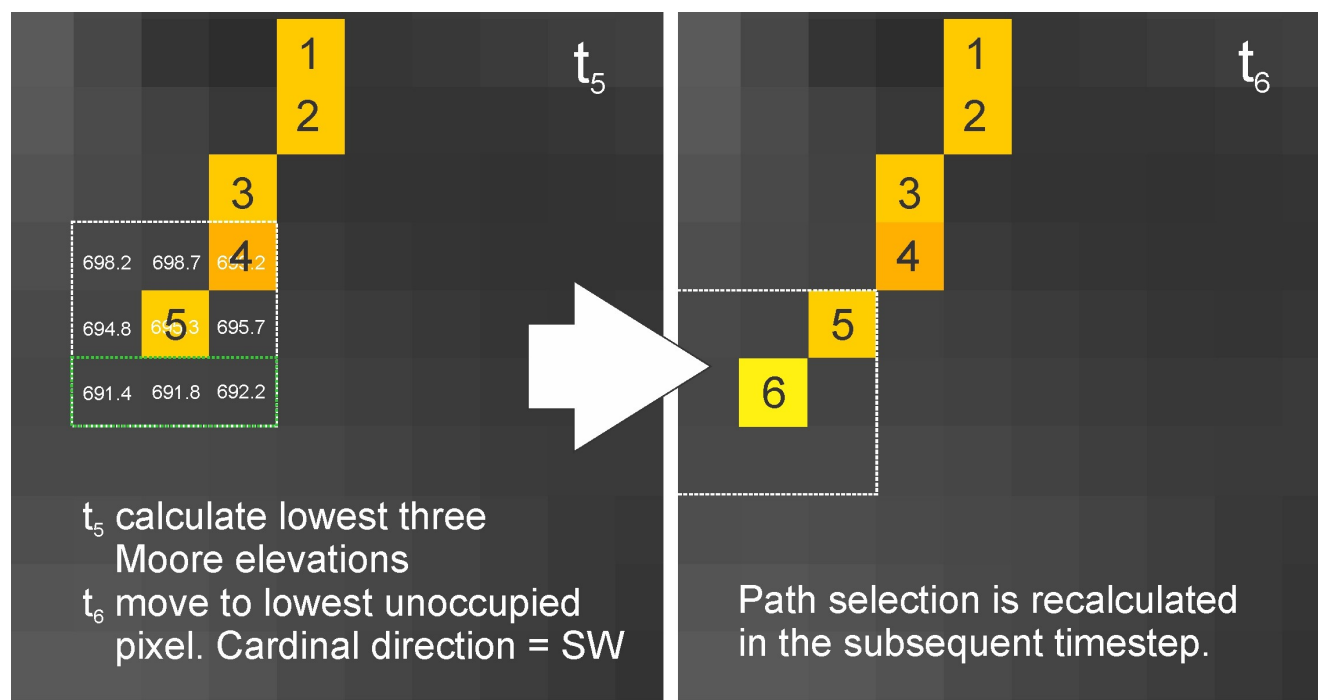 t5
1
2
3
698.2 698.7 4
694.8 5 695.7
691.4 691.8 692.2
t5 calculate lowest three
Moore elevations
t6 move to lowest unoccupied
pixel. Cardinal direction = SW
t6
1
2
3
4
5
6
Path selection is recalculated
in the subsequent timestep.